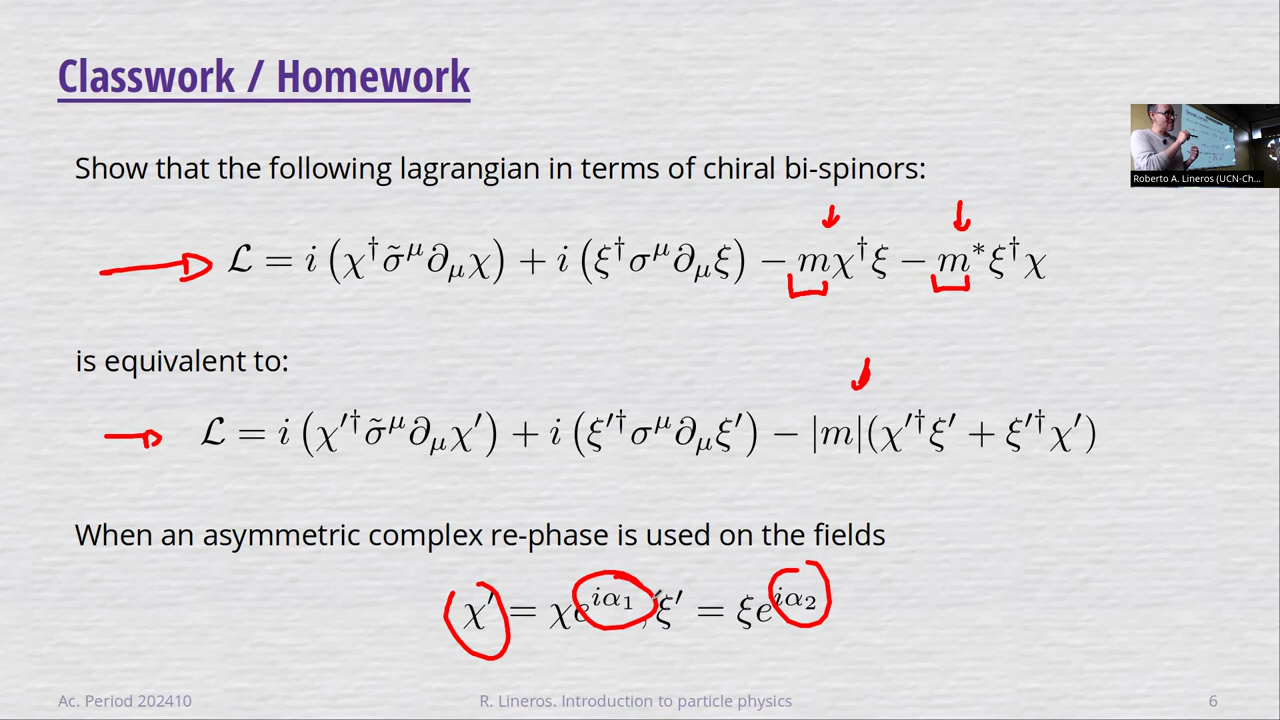 Classwork / Homework
Show that the following lagrangian in terms of chiral bi-spinors:
Roberto A. Lineros (UCN-Ch...
ℒ = i (χ†σ̃^μ∂_μχ) + i (ξ†σ^μ∂_μξ) − mχ†ξ − m*ξ†χ
is equivalent to:
ℒ = i (χ′†σ̃^μ∂_μχ′) + i (ξ′†σ^μ∂_μξ′) − |m|(χ′†ξ′ + ξ′†χ′)
When an asymmetric complex re-phase is used on the fields
χ′ = χe^{iα₁}, ξ′ = ξe^{iα₂}
Ac. Period 202410 R. Lineros. Introduction to particle physics 6